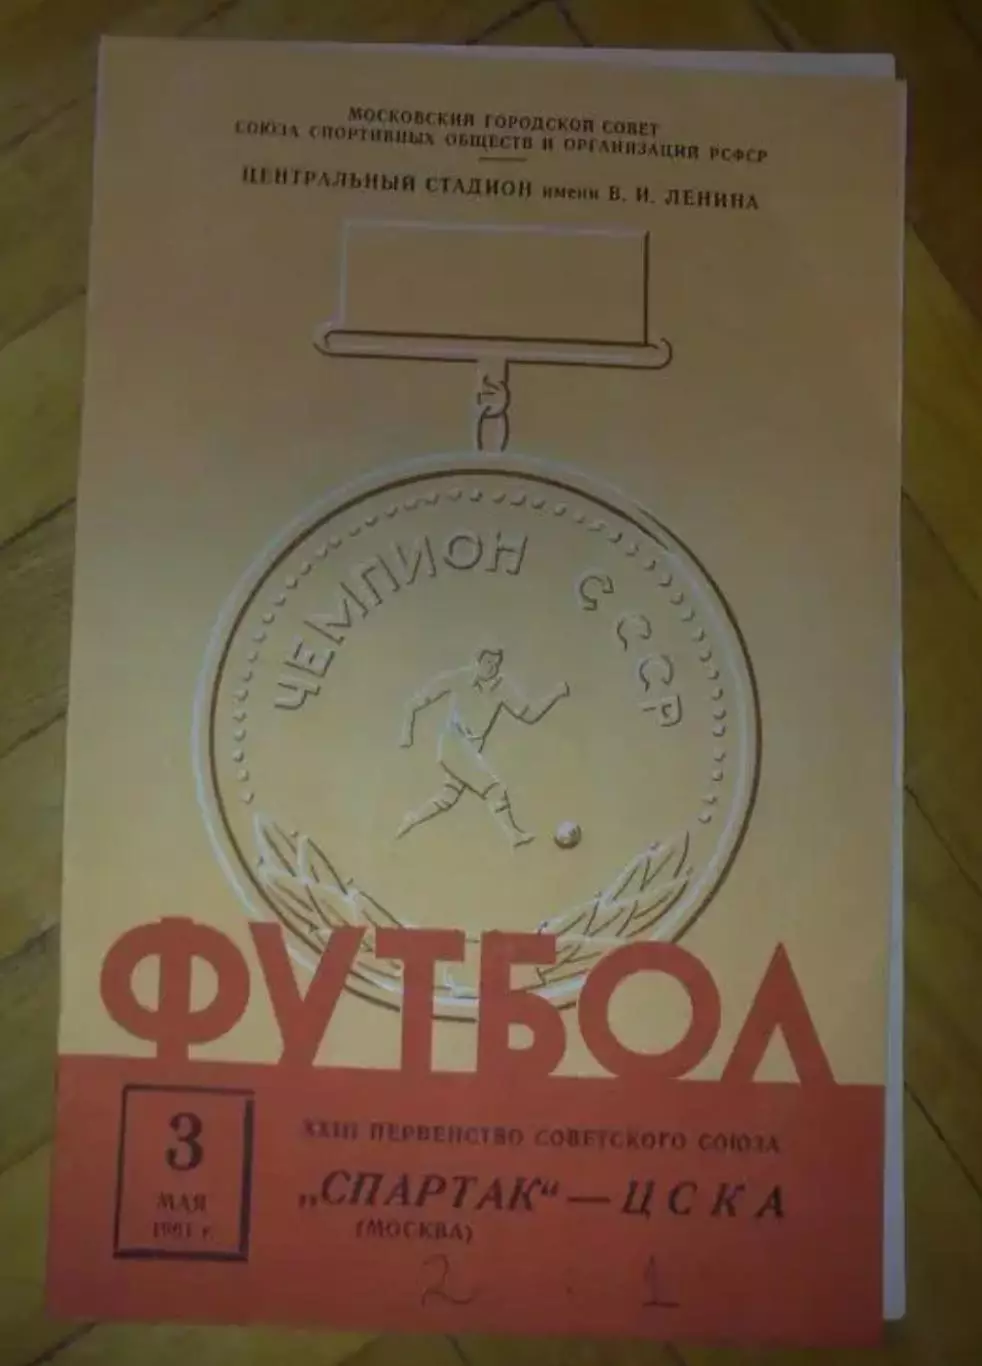 МОСКОВСКИЙ ГОРОДСКОЙ СОВЕТ
СОЮЗА СПОРТИВНЫХ ОБЩЕСТВ И ОРГАНИЗАЦИЙ РСФСР
ЦЕНТРАЛЬНЫЙ СТАДИОН имени В. И. ЛЕНИНА
ЧЕМПИОН СССР
ФУТБОЛ
3
МАЯ
1961 г.
XXIII ПЕРВЕНСТВО СОВЕТСКОГО СОЮЗА
„СПАРТАК“ — ЦСКА
(МОСКВА)
2 1